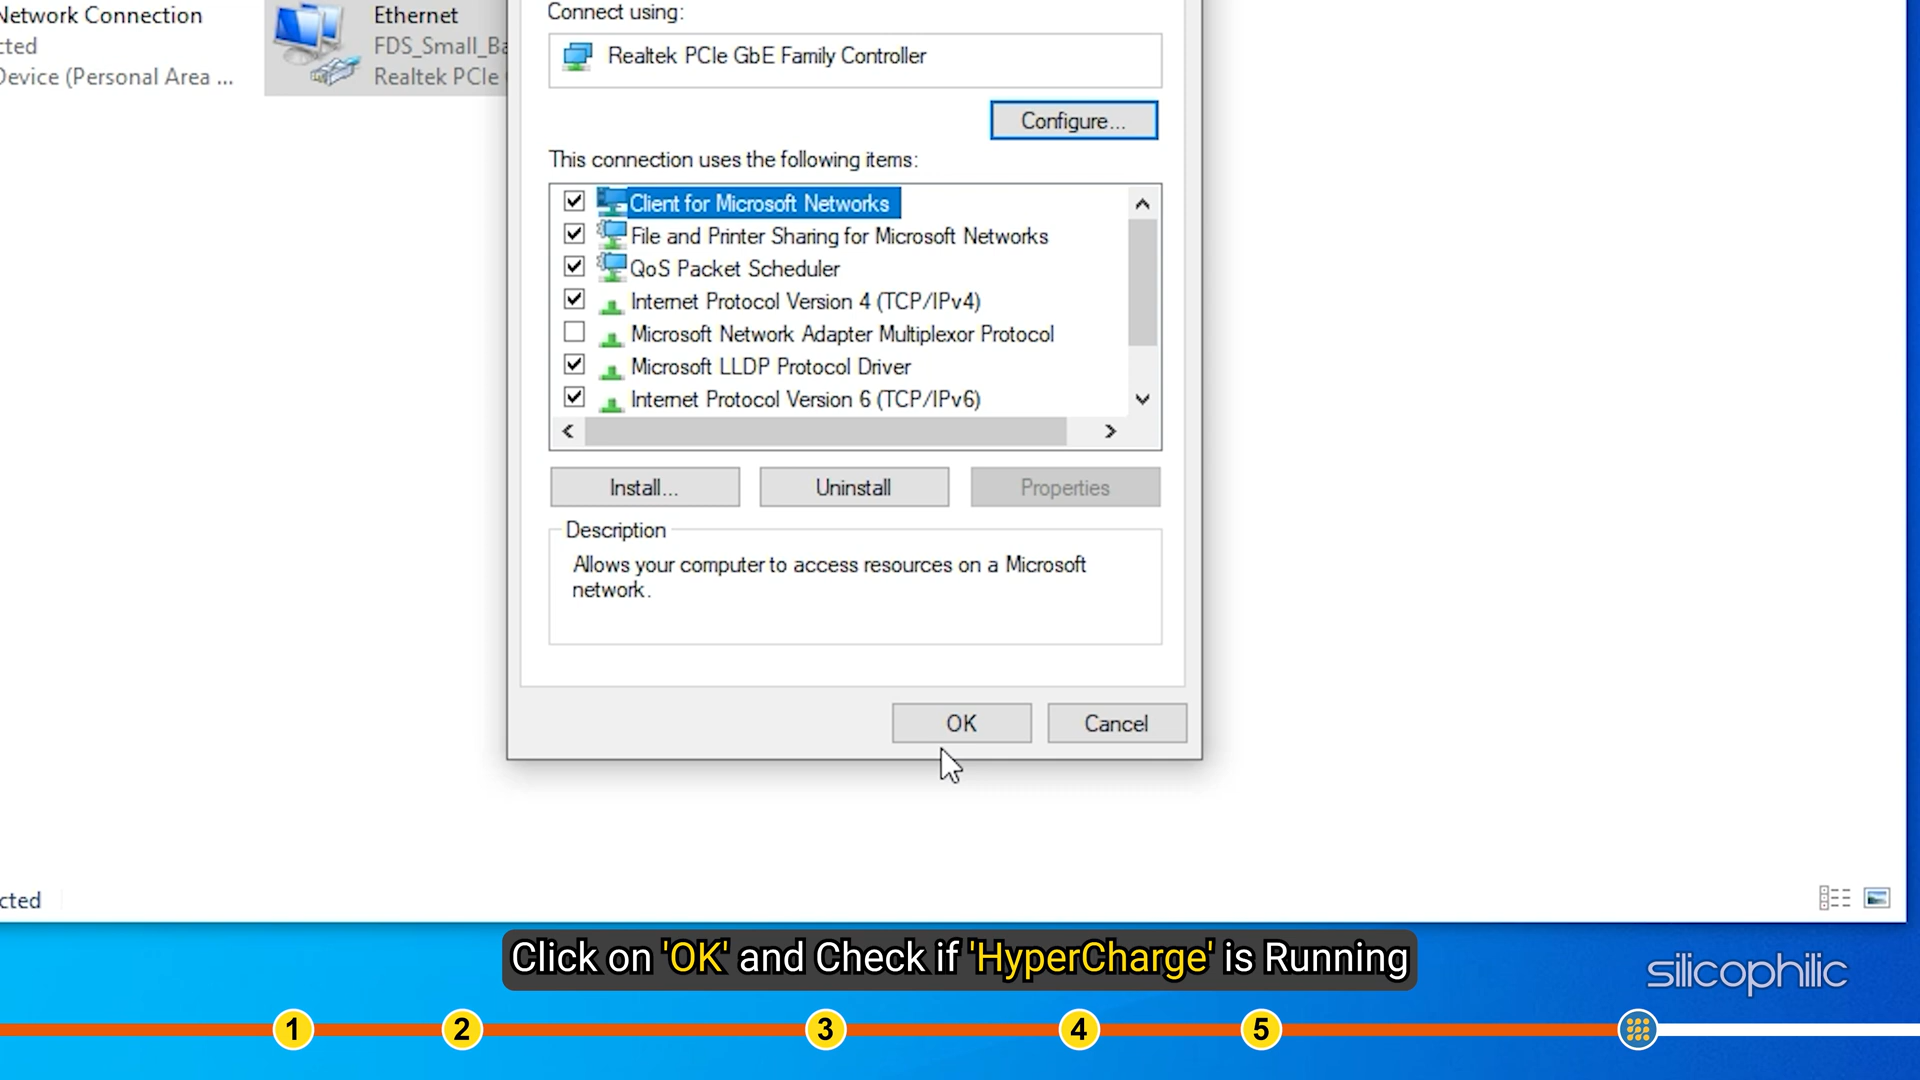 Network Connection
cted
Device (Personal Area ...
Ethernet
FDS_Small_Ba
Realtek PCIe
Connect using:
Realtek PCIe GbE Family Controller
Configure...
This connection uses the following items:
Client for Microsoft Networks
File and Printer Sharing for Microsoft Networks
QoS Packet Scheduler
Internet Protocol Version 4 (TCP/IPv4)
Microsoft Network Adapter Multiplexor Protocol
Microsoft LLDP Protocol Driver
Internet Protocol Version 6 (TCP/IPv6)
Install...
Uninstall
Properties
Description
Allows your computer to access resources on a Microsoft
network.
OK
Cancel
cted
Click on 'OK' and Check if 'HyperCharge' is Running
silicophilic
1
2
3
4
5